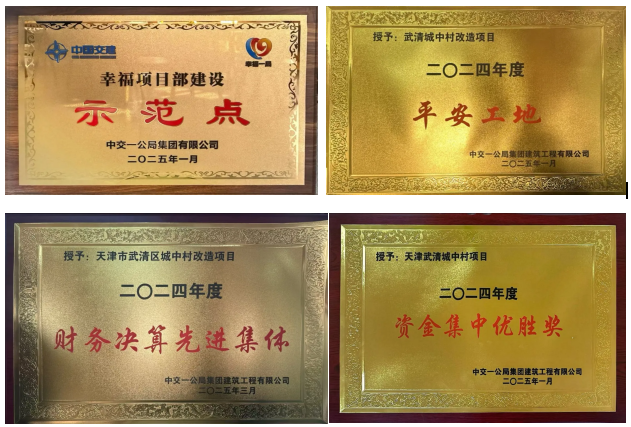 中国交建
幸福一局
幸福项目部建设
示范点
中交一公局集团有限公司
二〇二五年一月
授予：武清城中村改造项目
二〇二四年度
平安工地
中交一公局集团建筑工程有限公司
二〇二五年一月
授予：天津市武清区城中村改造项目
二〇二四年度
财务决算先进集体
中交一公局集团建筑工程有限公司
二〇二五年三月
授予：天津武清城中村项目
二〇二四年度
资金集中优胜奖
中交一公局集团建筑工程有限公司
二〇二五年一月